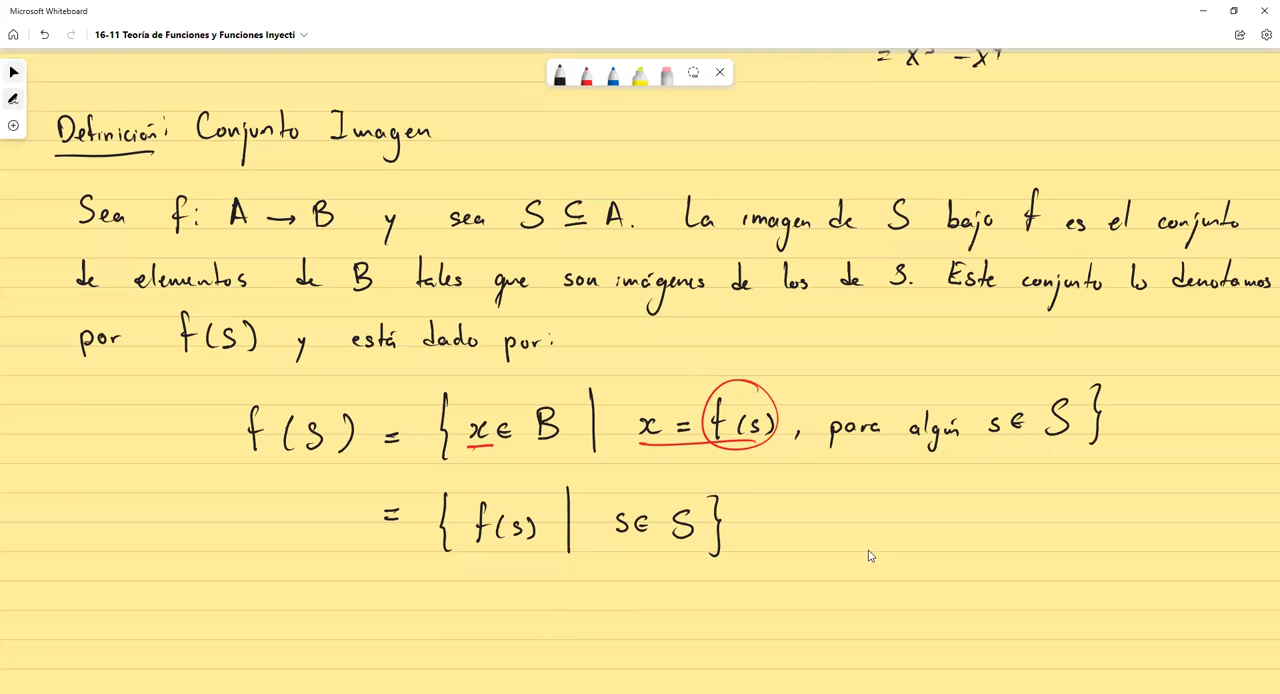 Microsoft Whiteboard
16-11 Teoría de Funciones y Funciones Inyecti
= x³ - x⁴
Definición: Conjunto Imagen
Sea f: A → B y sea S ⊆ A. La imagen de S bajo f es el conjunto
de elementos de B tales que son imágenes de los de S. Este conjunto lo denotamos
por f(S) y está dado por:
f(S) = { x ∈ B | x = f(s), para algún s ∈ S }
= { f(s) | s ∈ S }